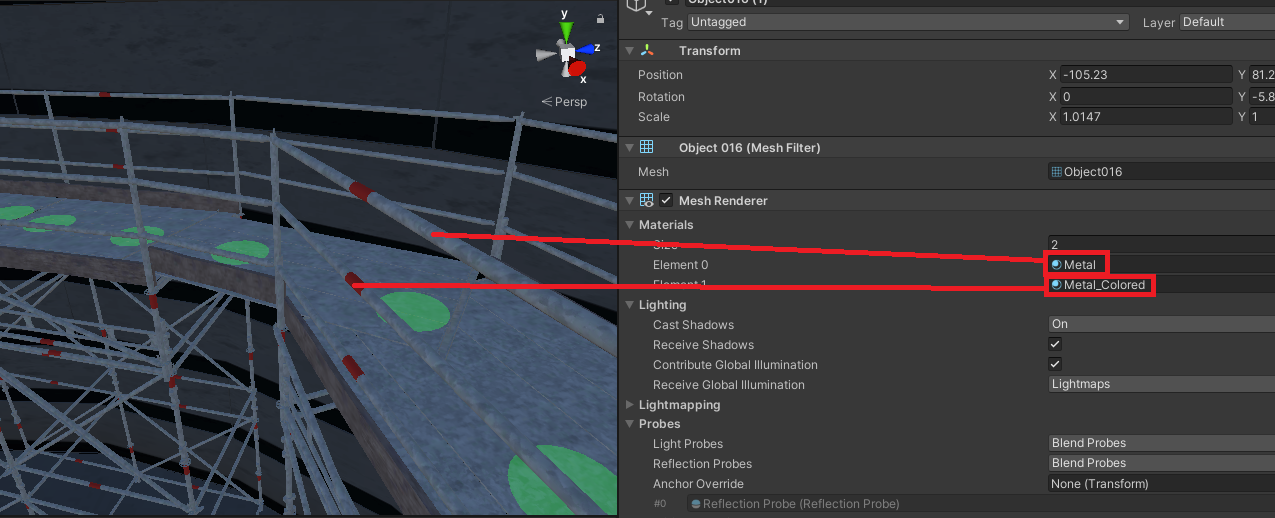 Object016 (1)
Tag Untagged Layer Default
Transform
Position X -105.23 Y 81.2
Rotation X 0 Y -5.8
Scale X 1.0147 Y 1
Object 016 (Mesh Filter)
Mesh Object016
Mesh Renderer
Materials
Size 2
Element 0 Metal
Element 1 Metal_Colored
Lighting
Cast Shadows On
Receive Shadows
Contribute Global Illumination
Receive Global Illumination Lightmaps
Lightmapping
Probes
Light Probes Blend Probes
Reflection Probes Blend Probes
Anchor Override None (Transform)
#0 Reflection Probe (Reflection Probe)
y
z
x
Persp